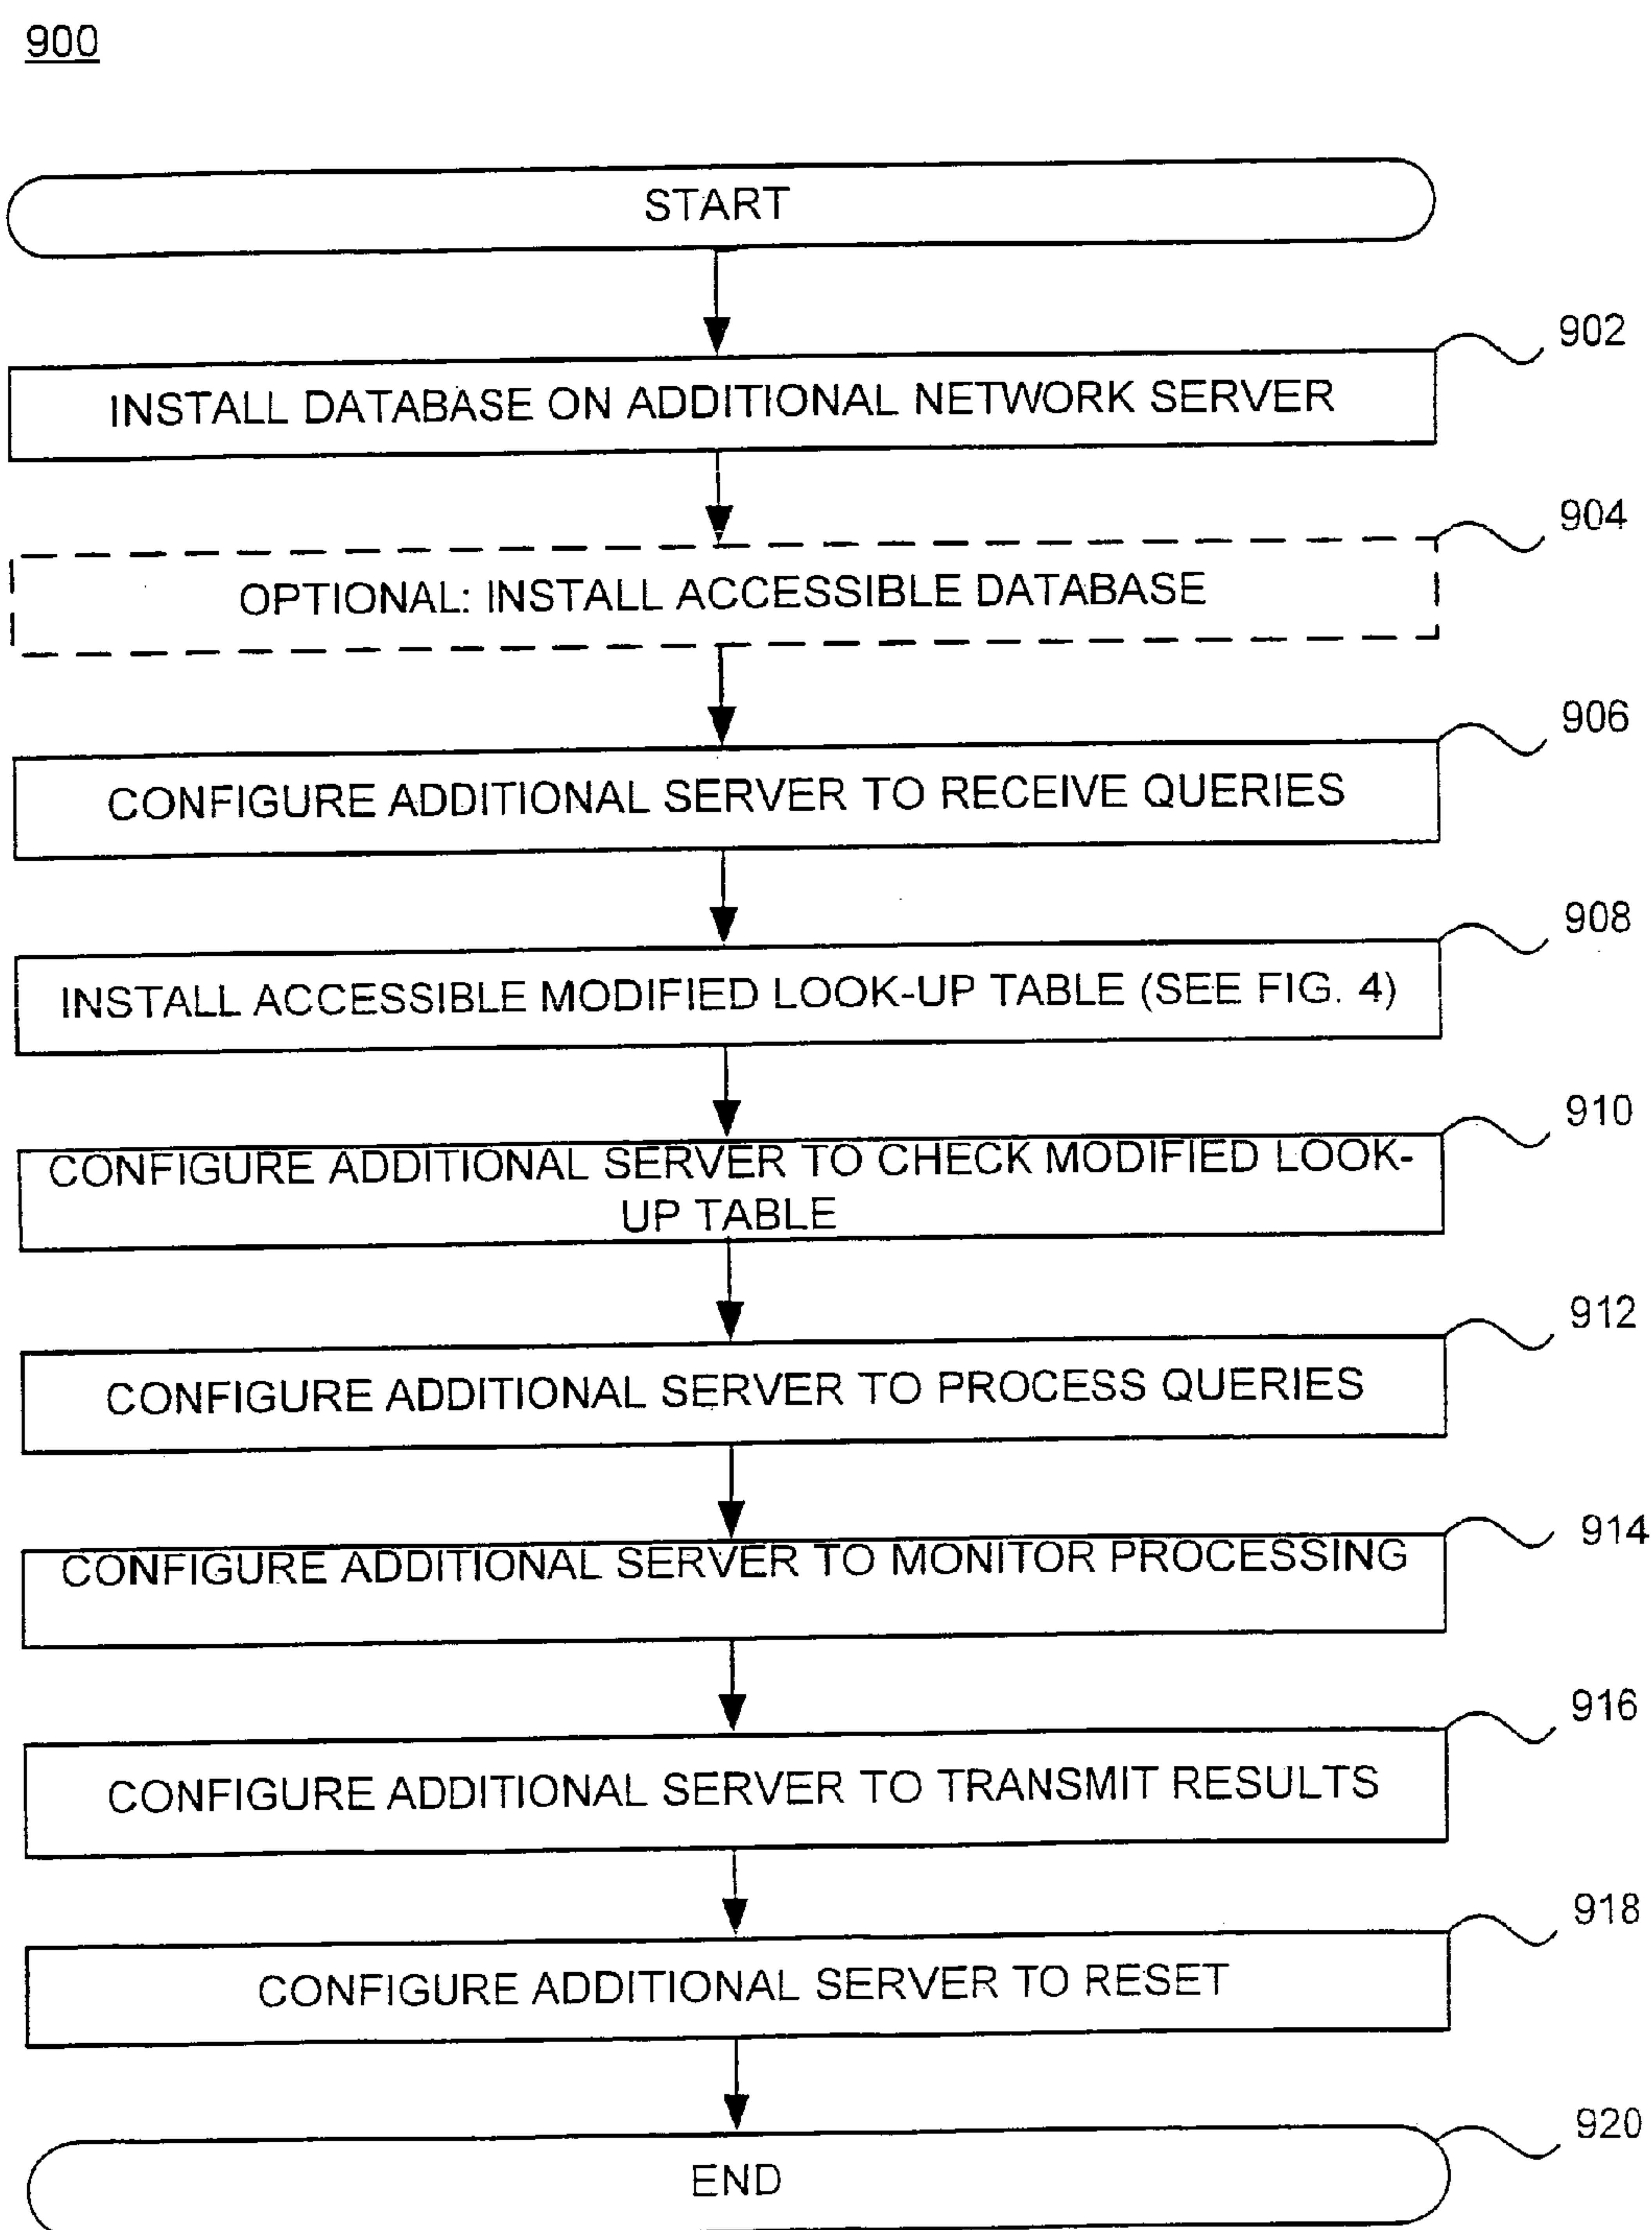 900
START
902
INSTALL DATABASE ON ADDITIONAL NETWORK SERVER
904
OPTIONAL: INSTALL ACCESSIBLE DATABASE
906
CONFIGURE ADDITIONAL SERVER TO RECEIVE QUERIES
908
INSTALL ACCESSIBLE MODIFIED LOOK-UP TABLE (SEE FIG. 4)
910
CONFIGURE ADDITIONAL SERVER TO CHECK MODIFIED LOOK-
UP TABLE
912
CONFIGURE ADDITIONAL SERVER TO PROCESS QUERIES
914
CONFIGURE ADDITIONAL SERVER TO MONITOR PROCESSING
916
CONFIGURE ADDITIONAL SERVER TO TRANSMIT RESULTS
918
CONFIGURE ADDITIONAL SERVER TO RESET
920
END